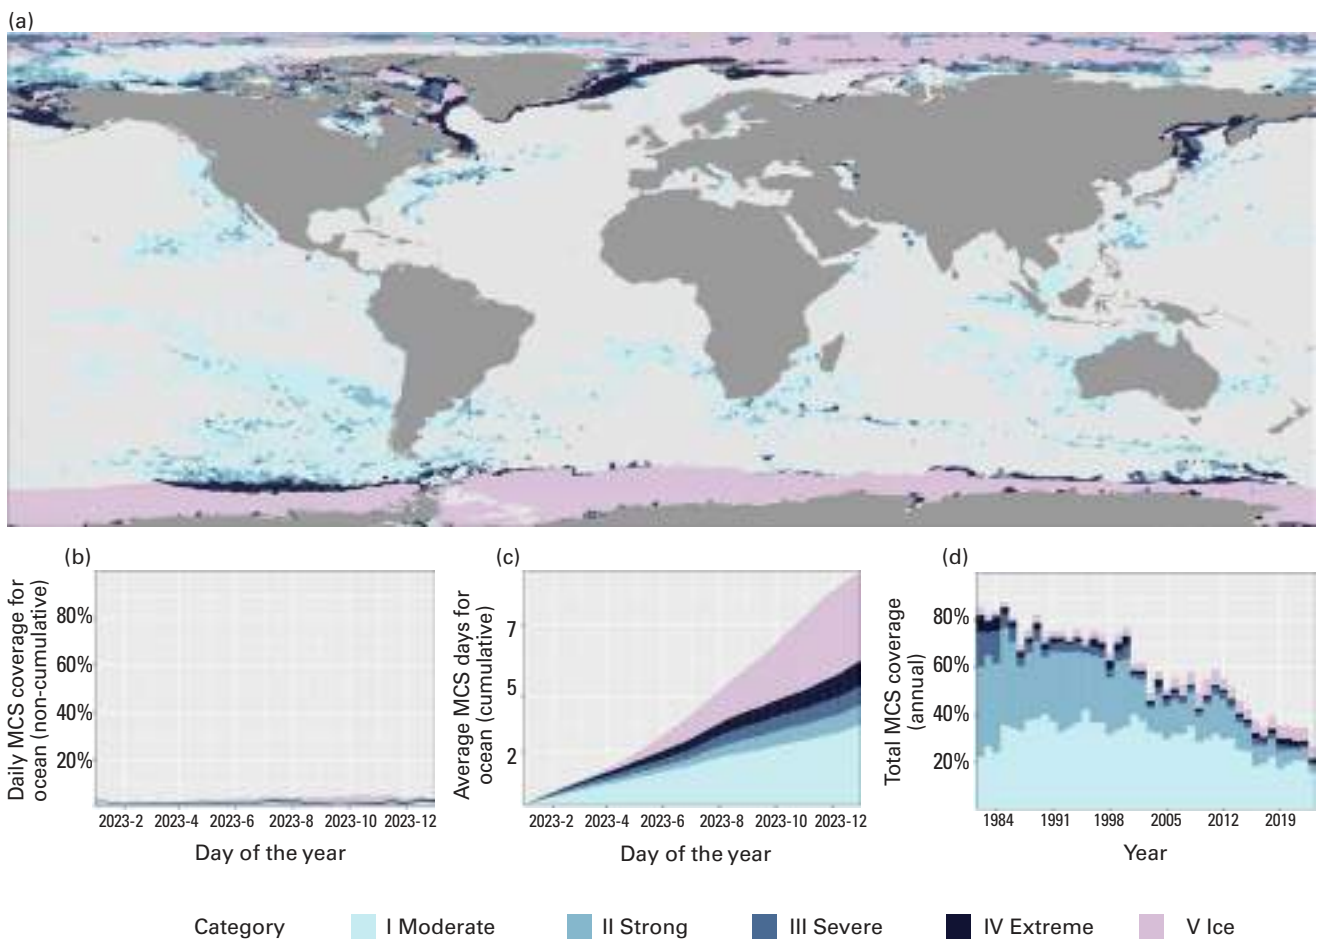 (a)
(b)
Daily MCS coverage for
ocean (non-cumulative)
80%
60%
40%
20%
2023-2 2023-4 2023-6 2023-8 2023-10 2023-12
Day of the year
(c)
Average MCS days for
ocean (cumulative)
7
5
2
2023-2 2023-4 2023-6 2023-8 2023-10 2023-12
Day of the year
(d)
Total MCS coverage
(annual)
80%
60%
40%
20%
1984 1991 1998 2005 2012 2019
Year
Category I Moderate II Strong III Severe IV Extreme V Ice